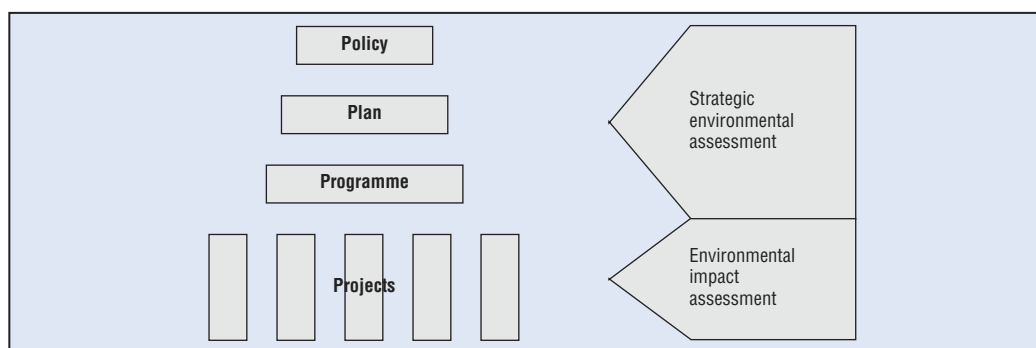 Policy
Plan
Programme
Projects
Strategic
environmental
assessment
Environmental
impact
assessment